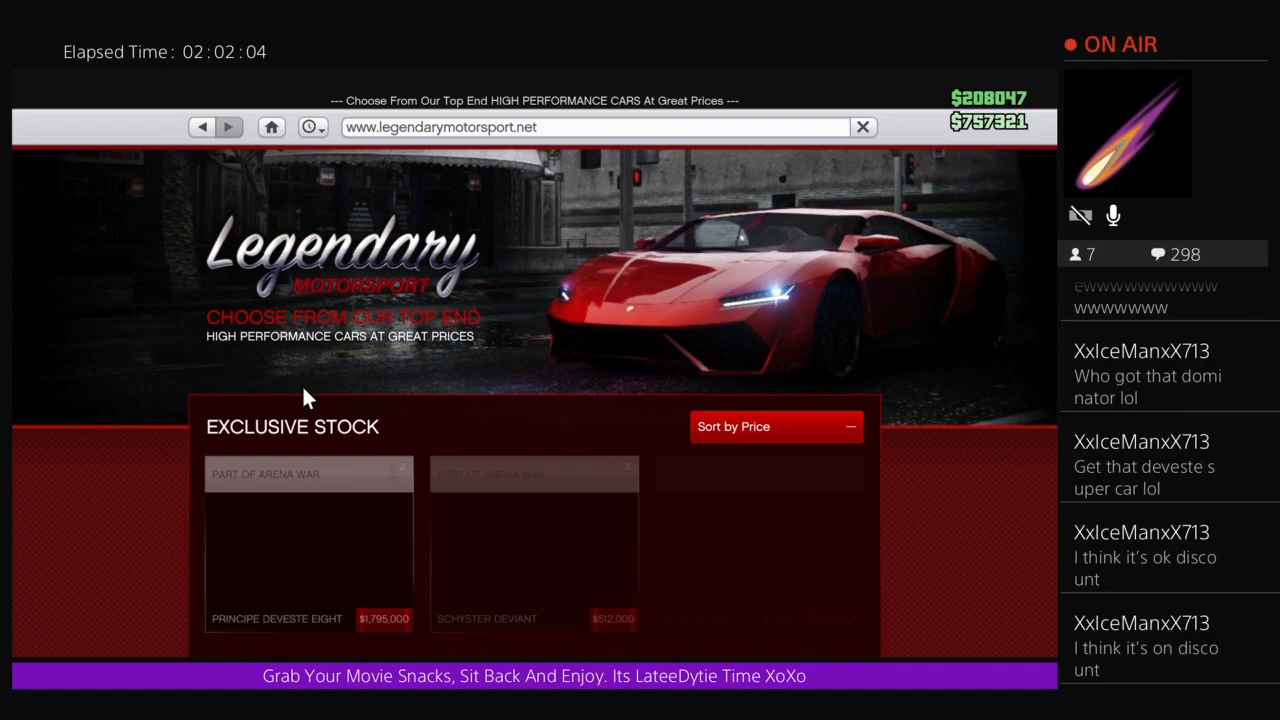 Elapsed Time: 02:02:04
--- Choose From Our Top End HIGH PERFORMANCE CARS At Great Prices ---
$208047
$757321
www.legendarymotorsport.net
Legendary
MOTORSPORT
CHOOSE FROM OUR TOP END
HIGH PERFORMANCE CARS AT GREAT PRICES
EXCLUSIVE STOCK
Sort by Price
PART OF ARENA WAR
2
PART OF ARENA WAR
2
PRINCIPE DEVESTE EIGHT
$1,795,000
SCHYSTER DEVIANT
$512,000
Grab Your Movie Snacks, Sit Back And Enjoy. Its LateeDytie Time XoXo
ON AIR
7
298
ewwwwwwwwwww
wwwwwwww
XxIceManxX713
Who got that domi
nator lol
XxIceManxX713
Get that deveste s
uper car lol
XxIceManxX713
I think it's ok disco
unt
XxIceManxX713
I think it's on disco
unt